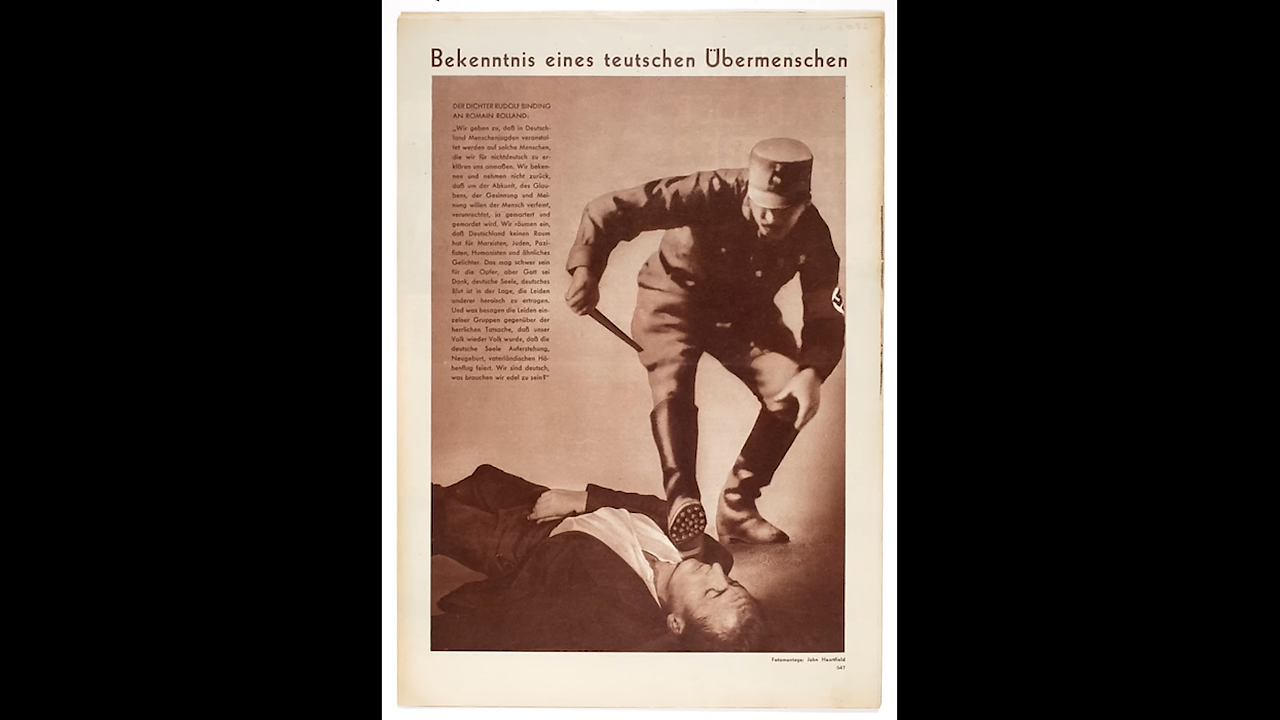 Bekenntnis eines teutschen Übermenschen
DER DICHTER RUDOLF BINDING
AN ROMAIN ROLLAND:
„Wir geben zu, daß in Deutsch-
land Menschenjagden veranstal-
tet werden auf solche Menschen,
die wir für nichtdeutsch zu er-
klären uns anmaßen. Wir beken-
nen und nehmen nicht zurück,
daß um der Abkunft, des Glau-
bens, der Gesinnung und Mei-
nung willen der Mensch verfemt,
verunrechtet, ja gemartert und
gemordet wird. Wir räumen ein,
daß Deutschland keinen Raum
hat für Marxisten, Juden, Pazi-
fisten, Humanisten und ähnliches
Gelichter. Das mag schwer sein
für die Opfer, aber Gott sei
Dank, deutsche Seele, deutsches
Blut ist in der Lage, die Leiden
anderer heroisch zu ertragen.
Und was besagen die Leiden ein-
zelner Gruppen gegenüber der
herrlichen Tatsache, daß unser
Volk wieder Volk wurde, daß die
deutsche Seele Auferstehung,
Neugeburt, vaterländischen Hö-
henflug feiert. Wir sind deutsch,
was brauchen wir edel zu sein?"
Fotomontage: John Heartfield
547